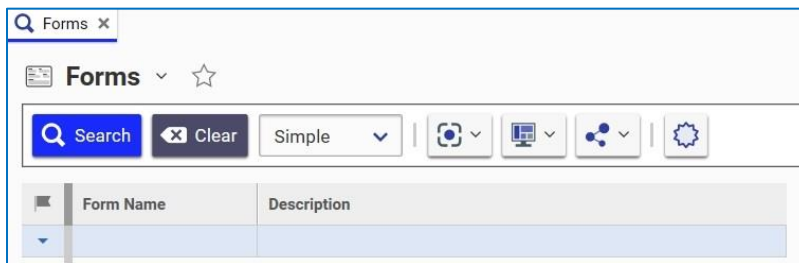 Forms
Forms
Search Clear Simple
Form Name Description